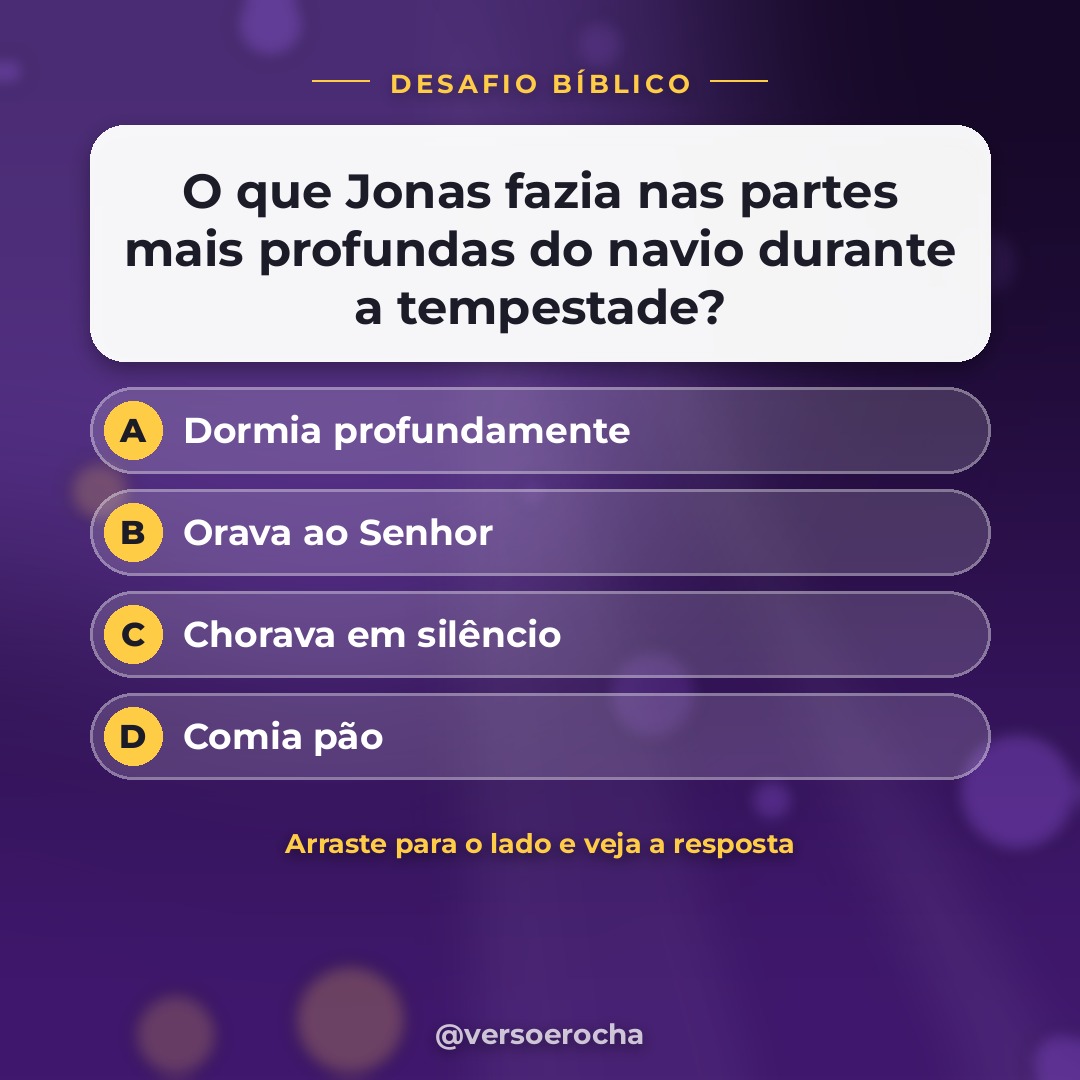 DESAFIO BÍBLICO
O que Jonas fazia nas partes
mais profundas do navio durante
a tempestade?
A Dormia profundamente
B Orava ao Senhor
C Chorava em silêncio
D Comia pão
Arraste para o lado e veja a resposta
@versoerocha